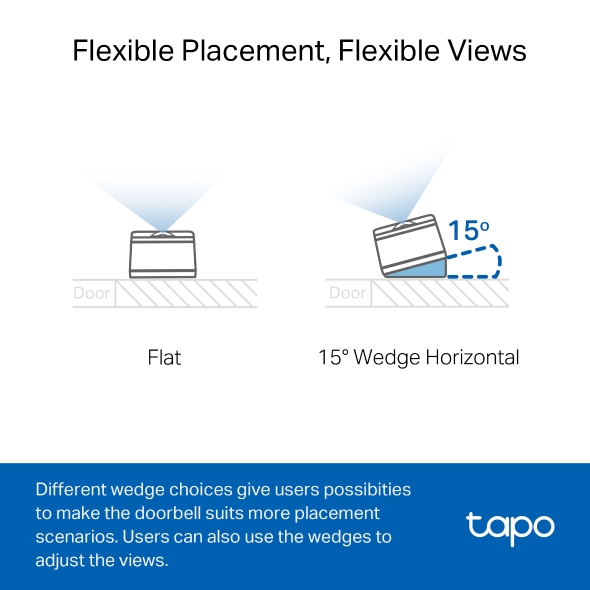 Flexible Placement, Flexible Views
15º
Door
Door
Flat
15° Wedge Horizontal
Different wedge choices give users possibities
to make the doorbell suits more placement
scenarios. Users can also use the wedges to
adjust the views.
tapo